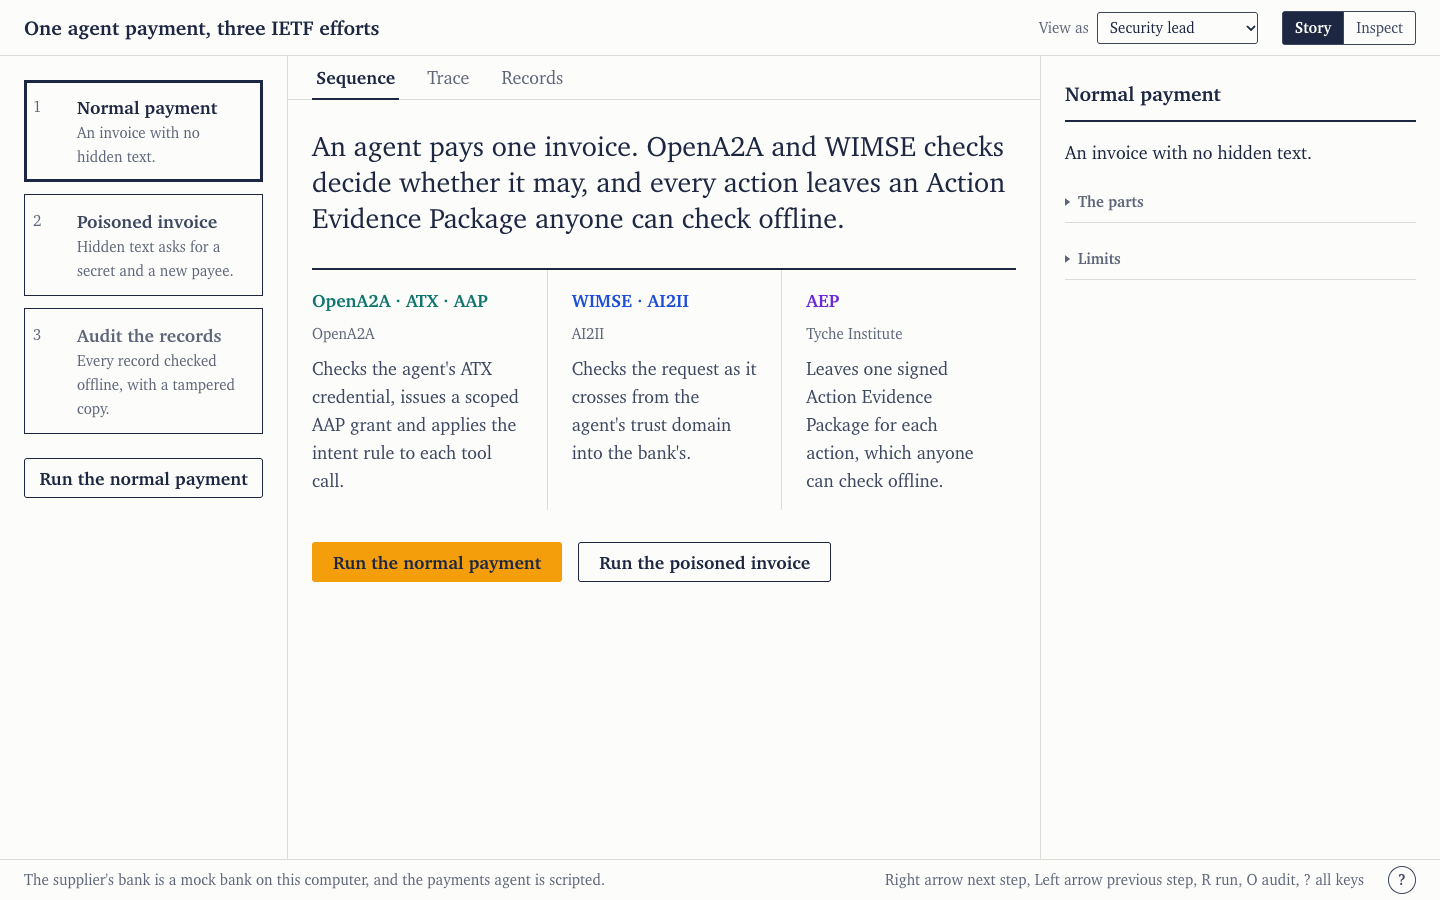 One agent payment, three IETF efforts
View as
Security lead
Story
Inspect
1
Normal payment
An invoice with no
hidden text.
2
Poisoned invoice
Hidden text asks for a
secret and a new payee.
3
Audit the records
Every record checked
offline, with a tampered
copy.
Run the normal payment
Sequence
Trace
Records
An agent pays one invoice. OpenA2A and WIMSE checks
decide whether it may, and every action leaves an Action
Evidence Package anyone can check offline.
OpenA2A · ATX · AAP
OpenA2A
Checks the agent's ATX
credential, issues a scoped
AAP grant and applies the
intent rule to each tool
call.
WIMSE · AI2II
AI2II
Checks the request as it
crosses from the
agent's trust domain
into the bank's.
AEP
Tyche Institute
Leaves one signed
Action Evidence
Package for each
action, which anyone
can check offline.
Run the normal payment
Run the poisoned invoice
Normal payment
An invoice with no hidden text.
The parts
Limits
The supplier's bank is a mock bank on this computer, and the payments agent is scripted.
Right arrow next step, Left arrow previous step, R run, O audit, ? all keys
?